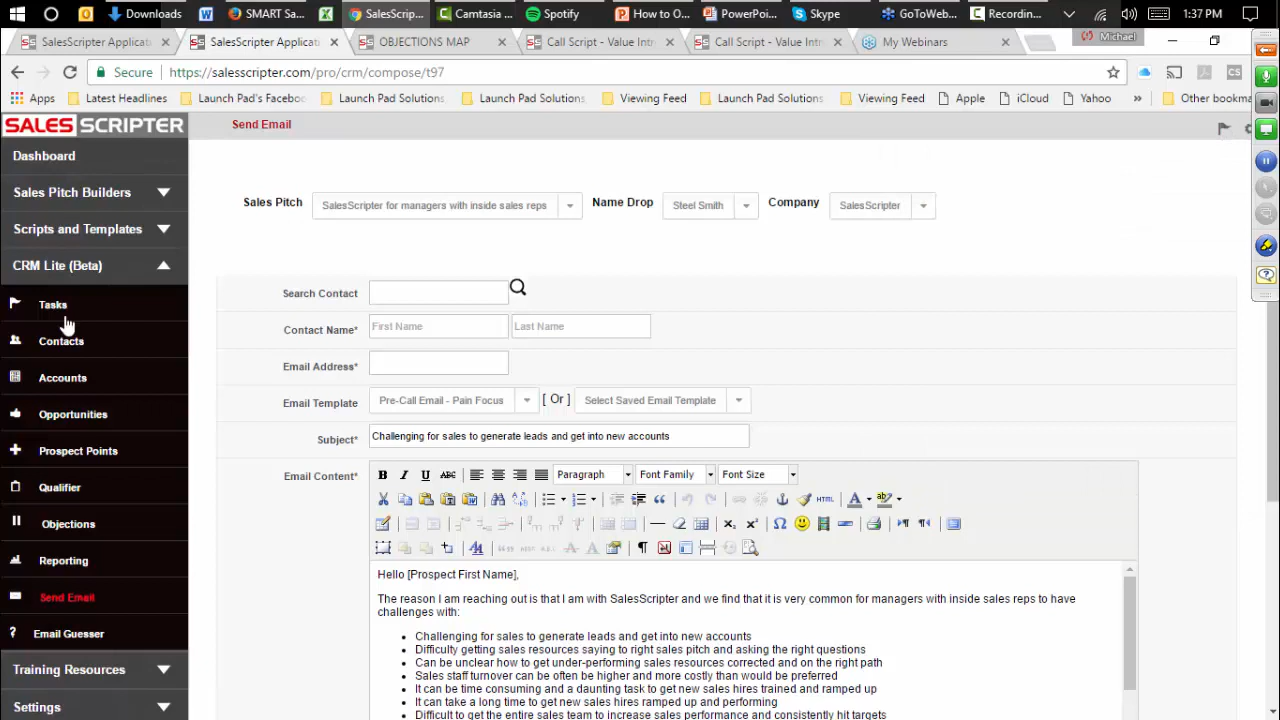 Downloads
SMART Sa...
SalesScrip...
Camtasia ...
Spotify
How to O...
PowerPoi...
Skype
GoToWeb...
Recordin...
1:37 PM
SalesScripter Applicat
SalesScripter Applicat
OBJECTIONS MAP
Call Script - Value Intr
Call Script - Value Intr
My Webinars
Michael
Secure
https://salesscripter.com/pro/crm/compose/t97
Apps
Latest Headlines
Launch Pad's Faceboc
Launch Pad Solutions
Launch Pad Solutions
Viewing Feed
Launch Pad Solutions
Viewing Feed
Apple
iCloud
Yahoo
»
Other bookma
SALES SCRIPTER
Send Email
Dashboard
Sales Pitch Builders
Scripts and Templates
CRM Lite (Beta)
Tasks
Contacts
Accounts
Opportunities
Prospect Points
Qualifier
Objections
Reporting
Send Email
Email Guesser
Training Resources
Settings
Sales Pitch
SalesScripter for managers with inside sales reps
Name Drop
Steel Smith
Company
SalesScripter
Search Contact
Contact Name*
First Name
Last Name
Email Address*
Email Template
Pre-Call Email - Pain Focus
[ Or ]
Select Saved Email Template
Subject*
Challenging for sales to generate leads and get into new accounts
Email Content*
B I U ABC
Paragraph
Font Family
Font Size
HTML
Hello [Prospect First Name],
The reason I am reaching out is that I am with SalesScripter and we find that it is very common for managers with inside sales reps to have
challenges with:
• Challenging for sales to generate leads and get into new accounts
• Difficulty getting sales resources saying to right sales pitch and asking the right questions
• Can be unclear how to get under-performing sales resources corrected and on the right path
• Sales staff turnover can be often be higher and more costly than would be preferred
• It can be time consuming and a daunting task to get new sales hires trained and ramped up
• It can take a long time to get new sales hires ramped up and performing
• Difficult to get the entire sales team to increase sales performance and consistently hit targets